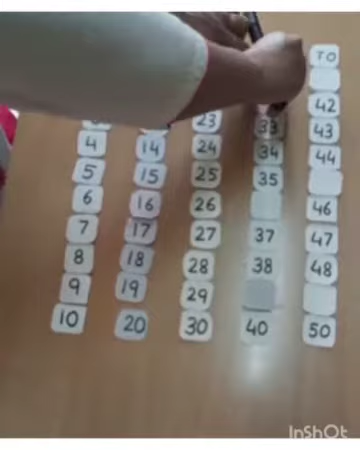 TO
42
23 33 43
4 14 24 34 44
5 15 25 35
6 16 26 46
7 17 27 37 47
8 18 28 38 48
9 19 29
10 20 30 40 50
InShOt